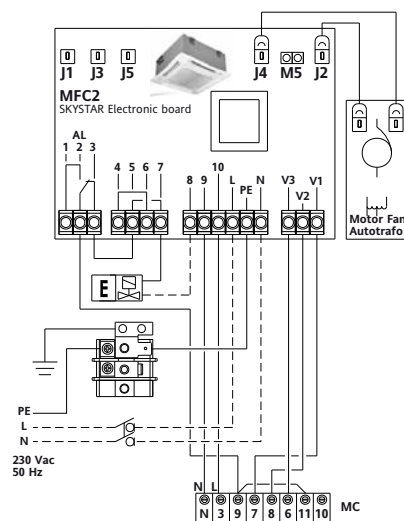 J1 J3 J5 J4 M5 J2
MFC2
SKYSTAR Electronic board
AL
1 2 3
4 5 6 7
8 9 10 L PE N
V3 V2 V1
Motor Fan
Autotrafo
E
PE
L
N
230 Vac
50 Hz
N L
N 3 9 7 8 6 11 10
MC